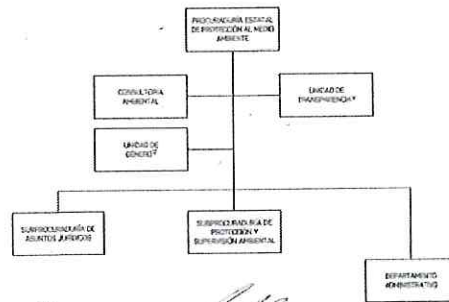 PROCURADURÍA ESTATAL
DE PROTECCIÓN AL MEDIO
AMBIENTE
CONSULTORIA
AMBIENTAL
UNIDAD DE
TRANSPARENCIA
UNIDAD DE
GÉNERO
SUBPROCURADURÍA DE
ASUNTOS JURÍDICOS
SUBPROCURADURÍA DE
PROTECCIÓN Y
SUPERVISIÓN AMBIENTAL
DEPARTAMENTO
ADMINISTRATIVO